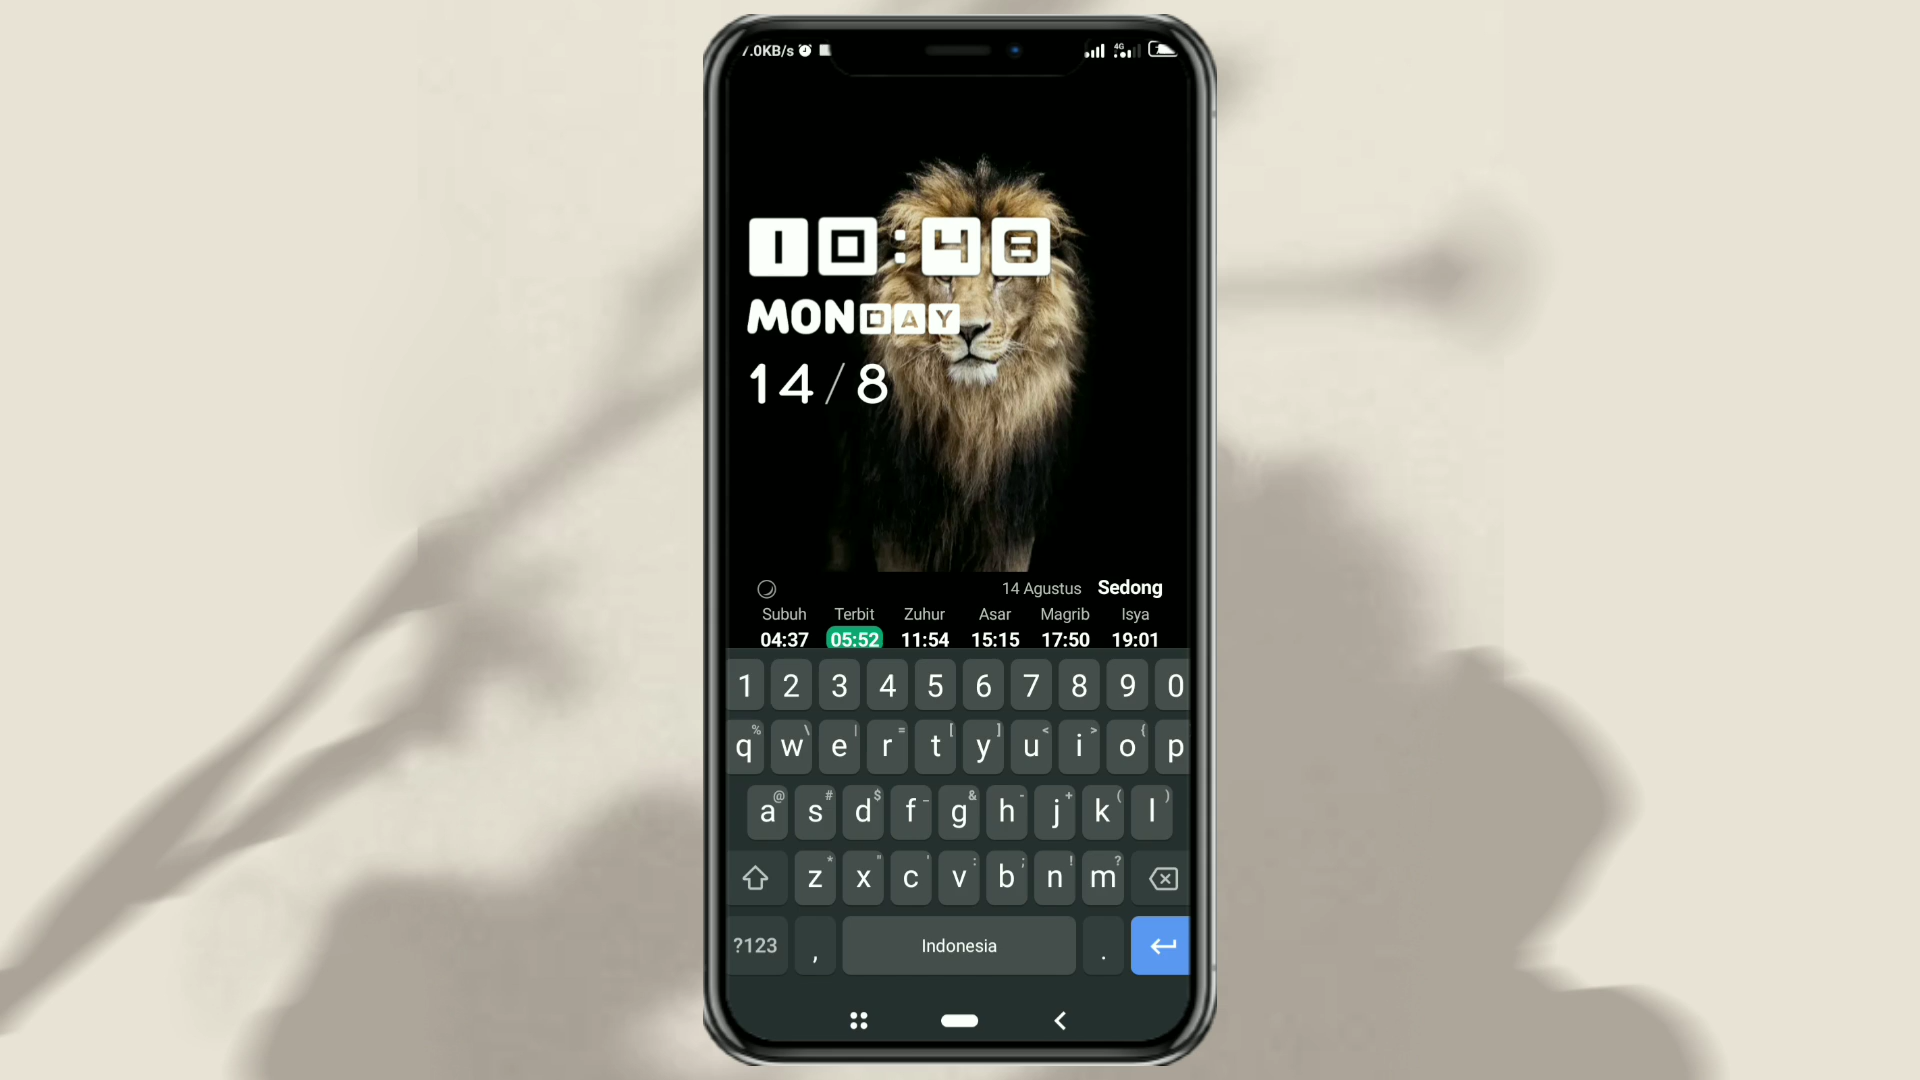 7.0KB/s 4G
10:48
MONDAY
14/8
14 Agustus Sedong
Subuh Terbit Zuhur Asar Magrib Isya
04:37 05:52 11:54 15:15 17:50 19:01
1 2 3 4 5 6 7 8 9 0
% \ | = [ ] < > {
q w e r t y u i o p
@ # $ _ & - + ( )
a s d f g h j k l
* " ' : ; ! ?
z x c v b n m
?123 , Indonesia .